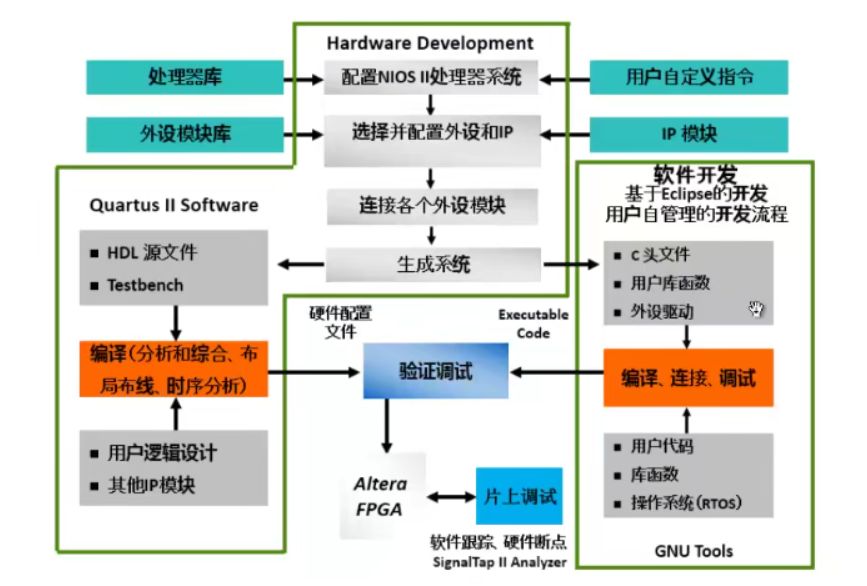 Hardware Development
处理器库
配置NIOS II处理器系统
用户自定义指令
外设模块库
选择并配置外设和IP
IP 模块
连接各个外设模块
生成系统
Quartus II Software
■ HDL 源文件
■ Testbench
编译(分析和综合、布
局布线、时序分析)
■ 用户逻辑设计
■ 其他IP模块
硬件配置
文件
Executable
Code
验证调试
Altera
FPGA
片上调试
软件跟踪、硬件断点
SignalTap II Analyzer
软件开发
基于Eclipse的开发
用户自管理的开发流程
■ C 头文件
■ 用户库函数
■ 外设驱动
编译、连接、调试
■ 用户代码
■ 库函数
■ 操作系统(RTOS)
GNU Tools